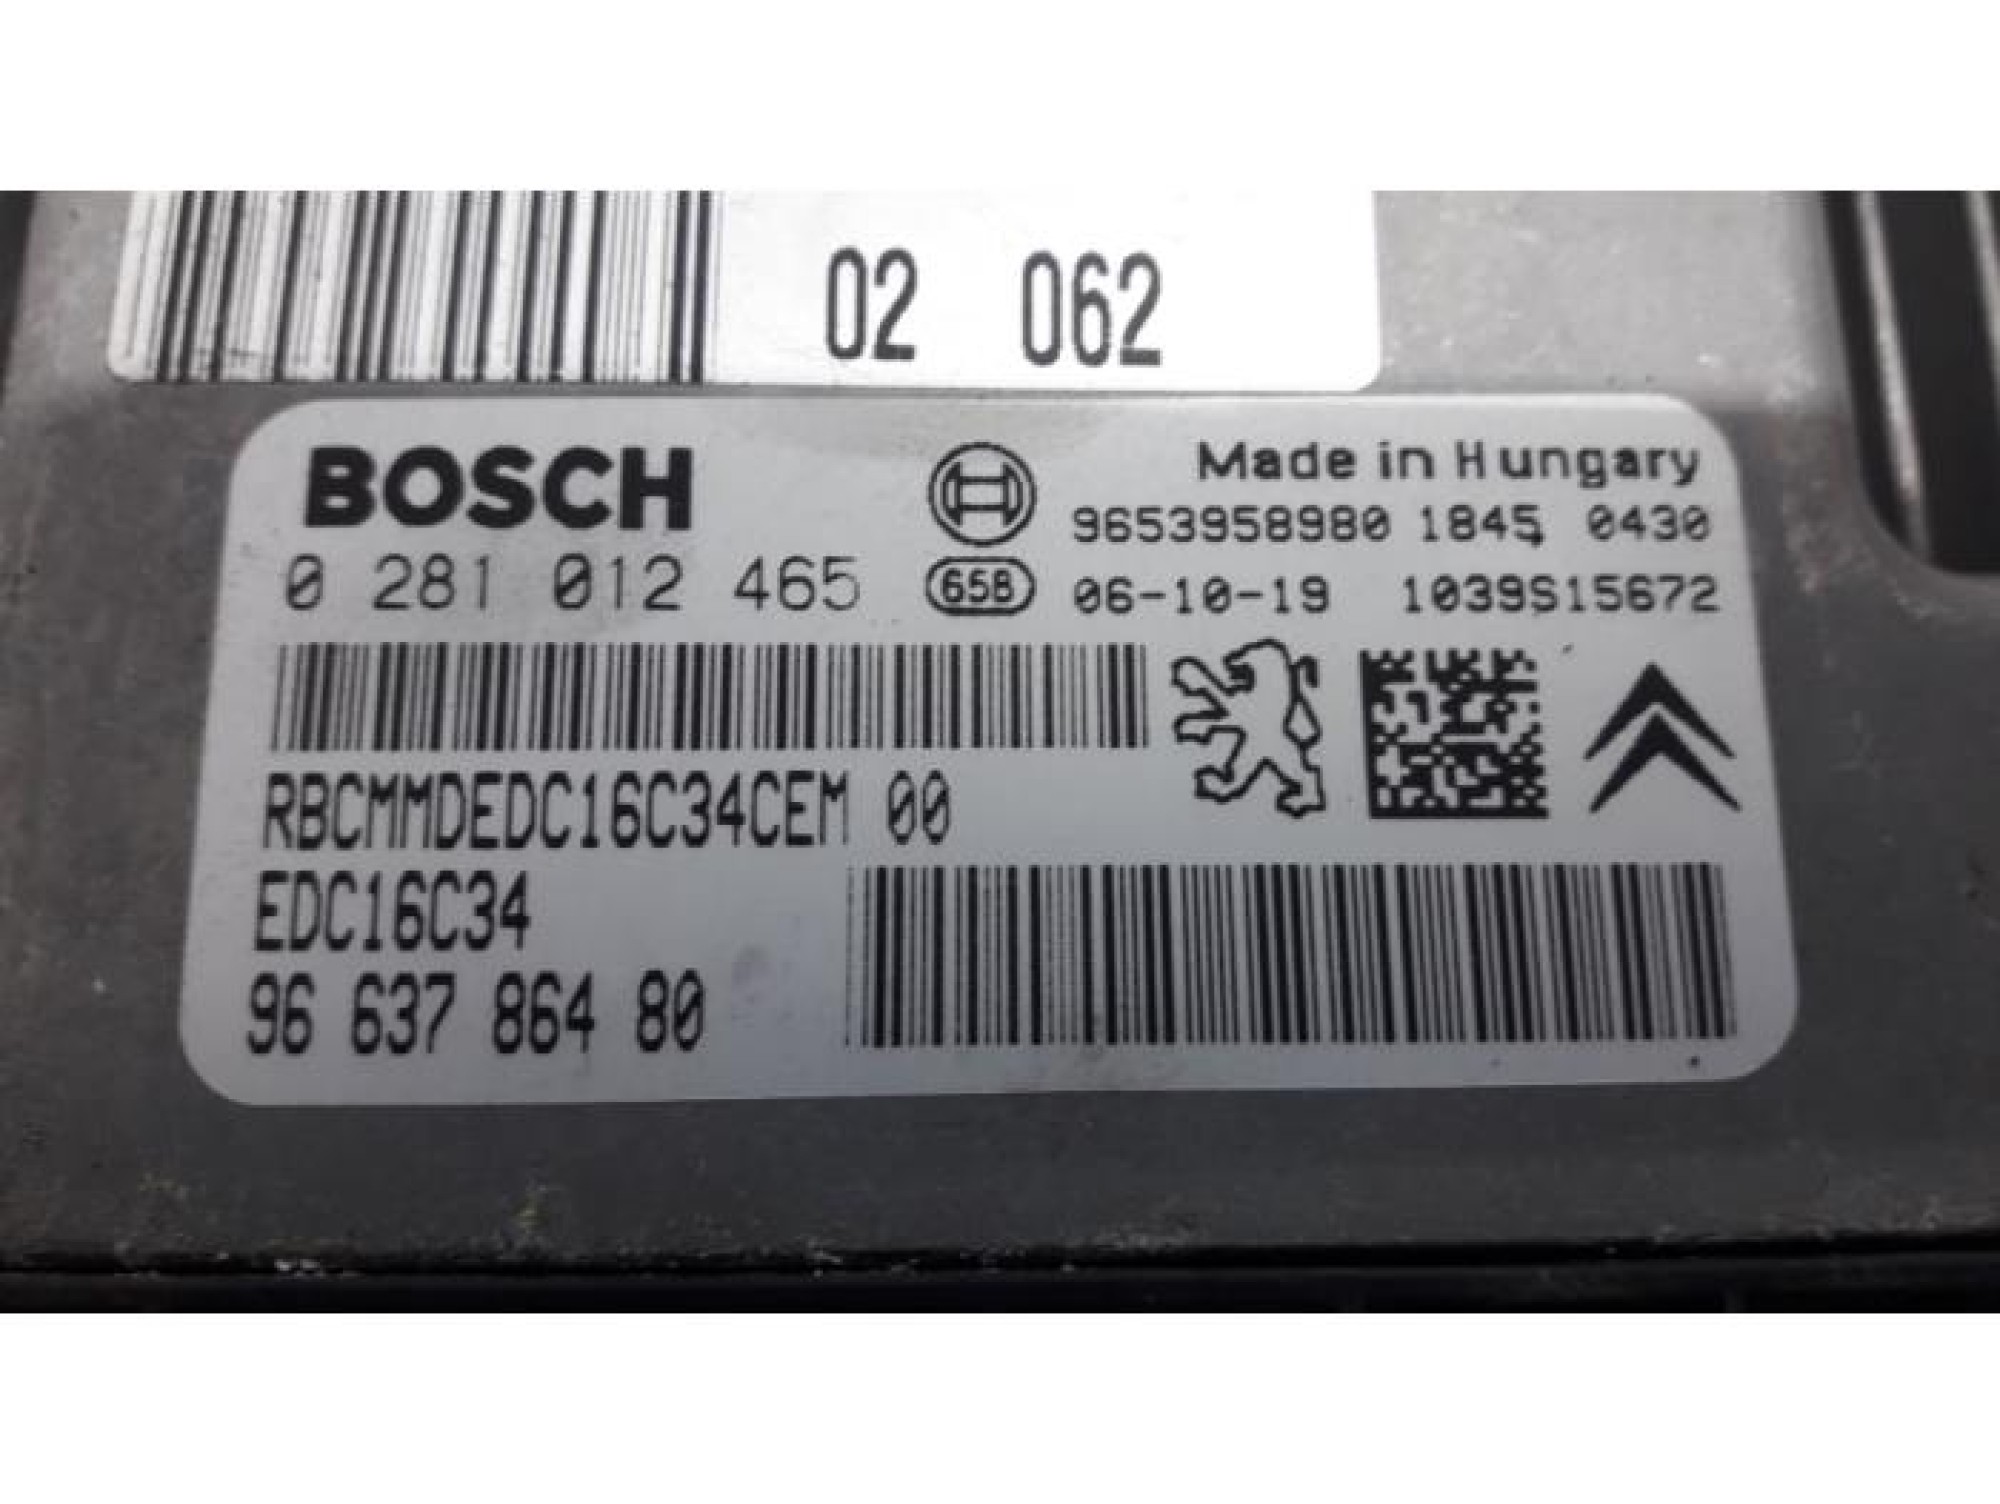 02 062
BOSCH
Made in Hungary
9653958980 1845 0430
0 281 012 465
658 06-10-19 1039S15672
RBCMMDEDC16C34CEM 00
EDC16C34
96 637 864 80